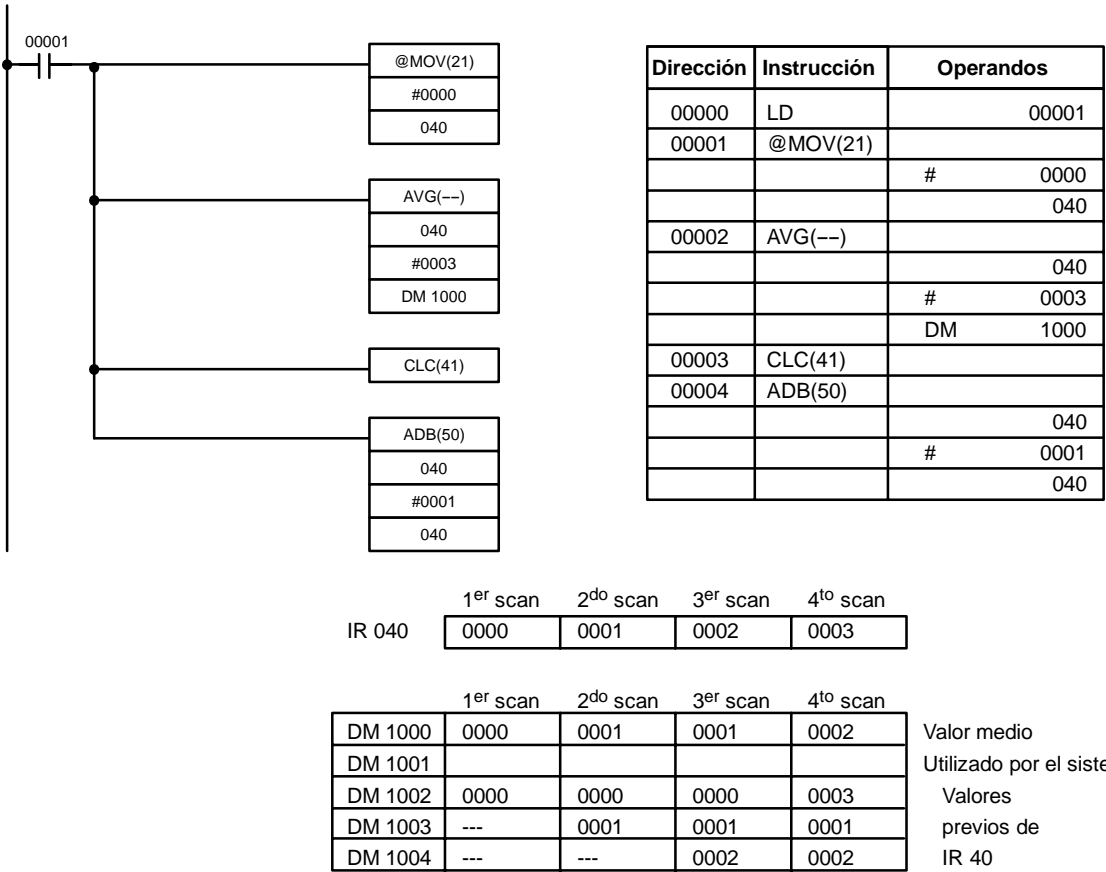 00001
@MOV(21)
#0000
040
AVG(––)
040
#0003
DM 1000
CLC(41)
ADB(50)
040
#0001
040
Dirección Instrucción Operandos
00000 LD 00001
00001 @MOV(21)
# 0000
040
00002 AVG(––)
040
# 0003
DM 1000
00003 CLC(41)
00004 ADB(50)
040
# 0001
040
1er scan 2do scan 3er scan 4to scan
IR 040 0000 0001 0002 0003
1er scan 2do scan 3er scan 4to scan
DM 1000 0000 0001 0001 0002 Valor medio
DM 1001 Utilizado por el siste
DM 1002 0000 0000 0000 0003 Valores
DM 1003 --- 0001 0001 0001 previos de
DM 1004 --- --- 0002 0002 IR 40